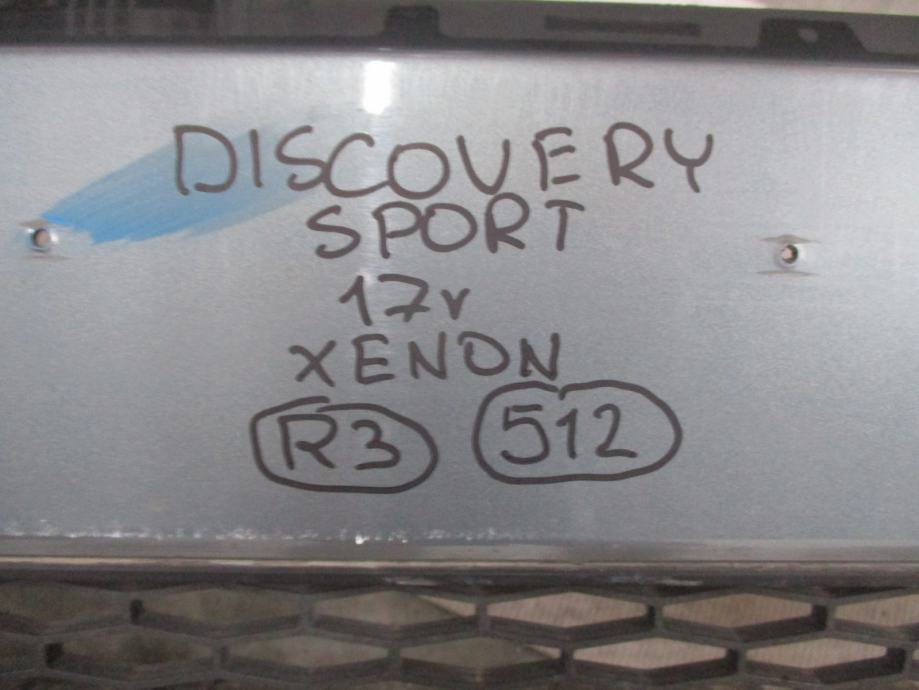 DISCOVERY
SPORT
17r
XENON
R3 512